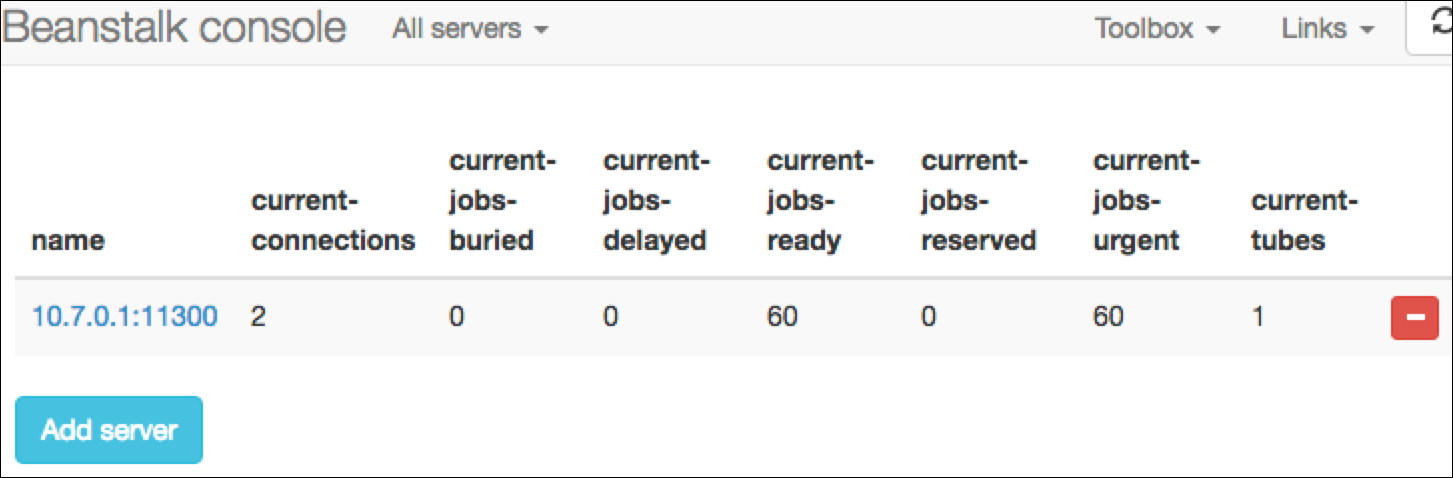 Beanstalk console All servers Toolbox Links
current- current- current- current- current-
current- jobs- jobs- jobs- jobs- jobs- current-
name connections buried delayed ready reserved urgent tubes
10.7.0.1:11300 2 0 0 60 0 60 1
Add server